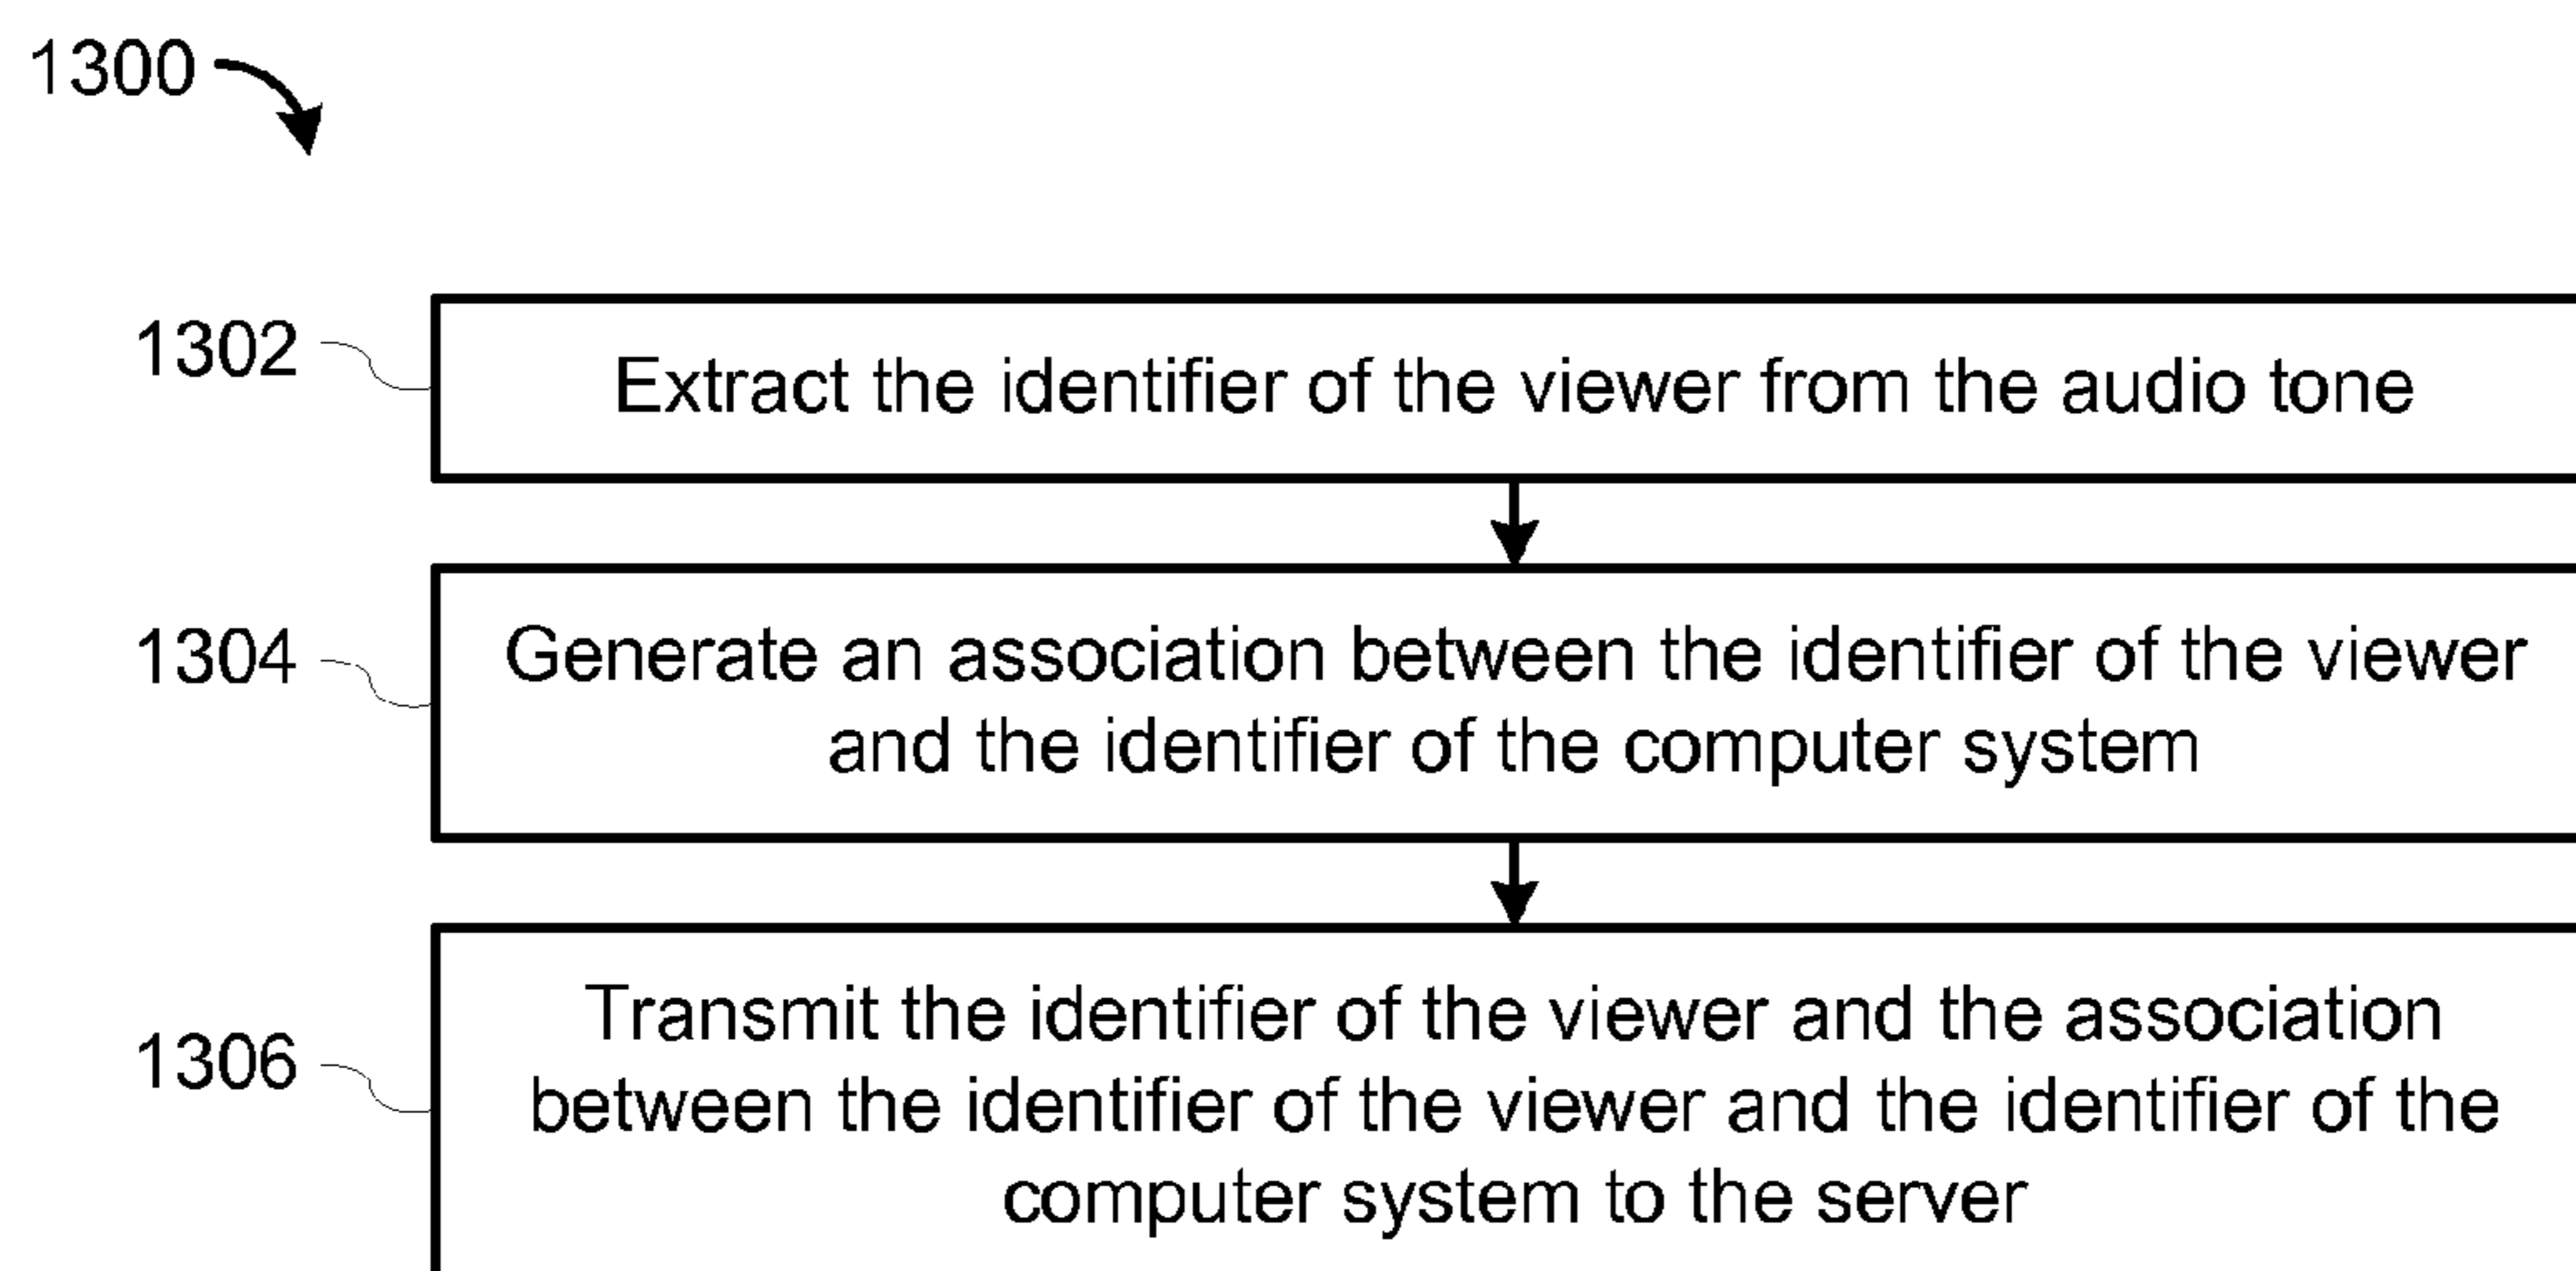 1300
1302
Extract the identifier of the viewer from the audio tone
1304
Generate an association between the identifier of the viewer
and the identifier of the computer system
1306
Transmit the identifier of the viewer and the association
between the identifier of the viewer and the identifier of the
computer system to the server